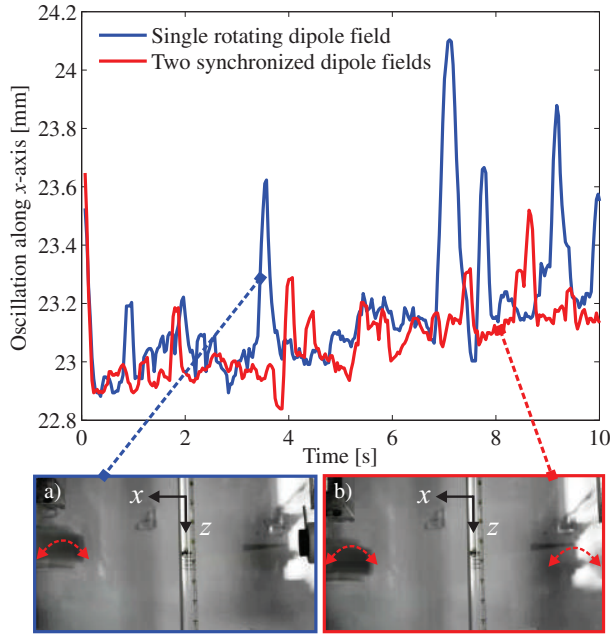 24.2
24
23.8
23.6
23.4
23.2
23
22.8
Oscillation along x-axis [mm]
Single rotating dipole field
Two synchronized dipole fields
0
2
4
6
8
10
Time [s]
a)
x
z
b)
x
z